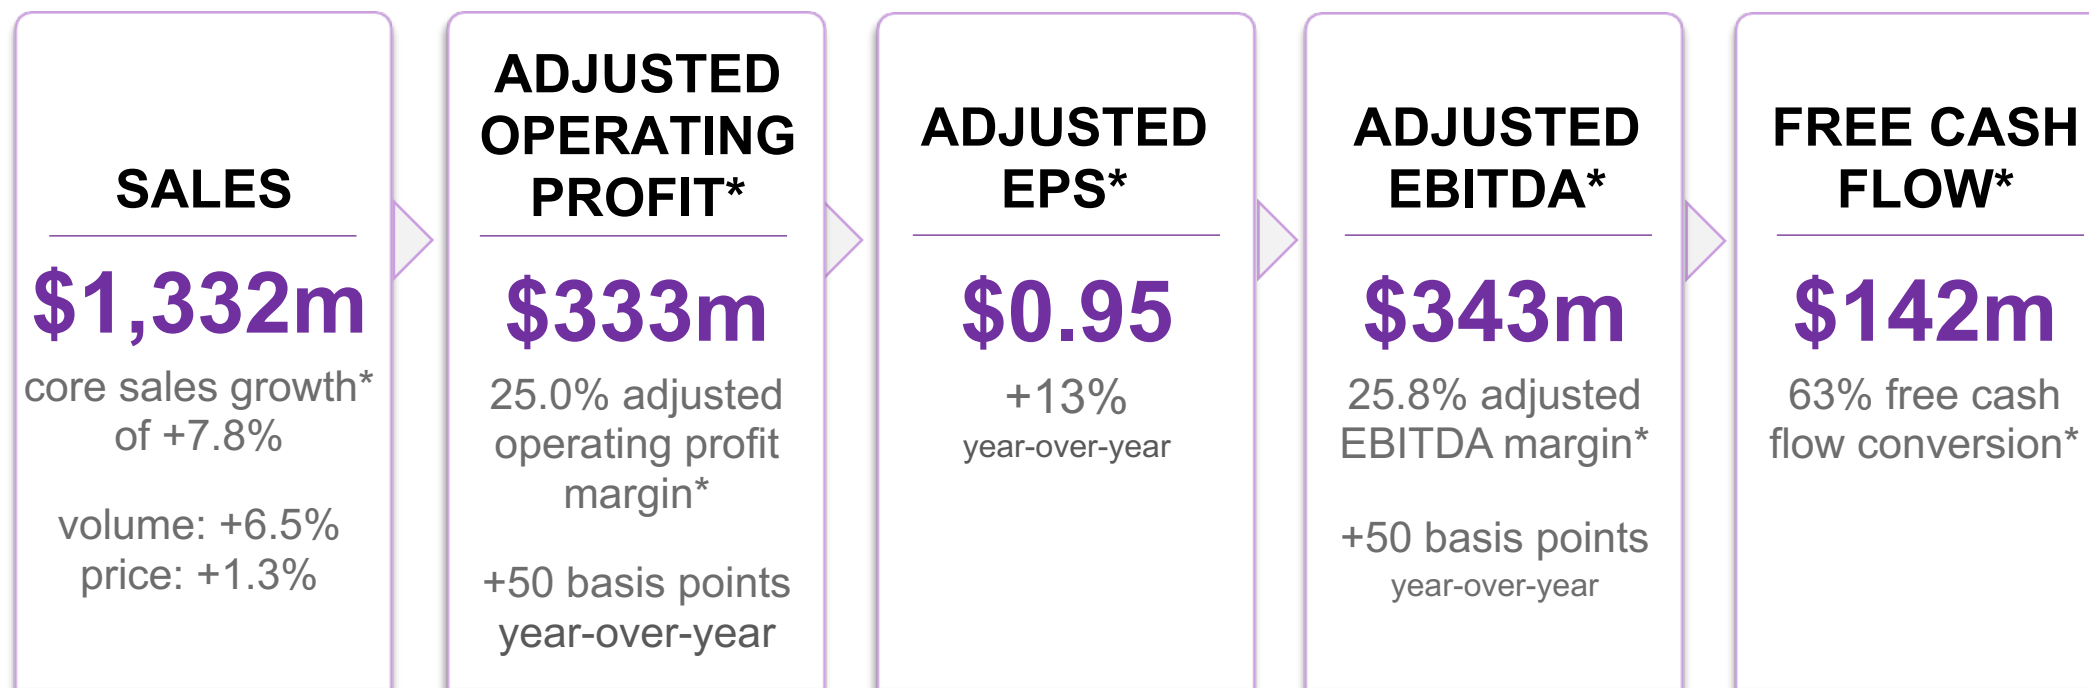 SALES
$1,332m
core sales growth*
of +7.8%
volume: +6.5%
price: +1.3%
ADJUSTED
OPERATING
PROFIT*
$333m
25.0% adjusted
operating profit
margin*
+50 basis points
year-over-year
ADJUSTED
EPS*
$0.95
+13%
year-over-year
ADJUSTED
EBITDA*
$343m
25.8% adjusted
EBITDA margin*
+50 basis points
year-over-year
FREE CASH
FLOW*
$142m
63% free cash
flow conversion*